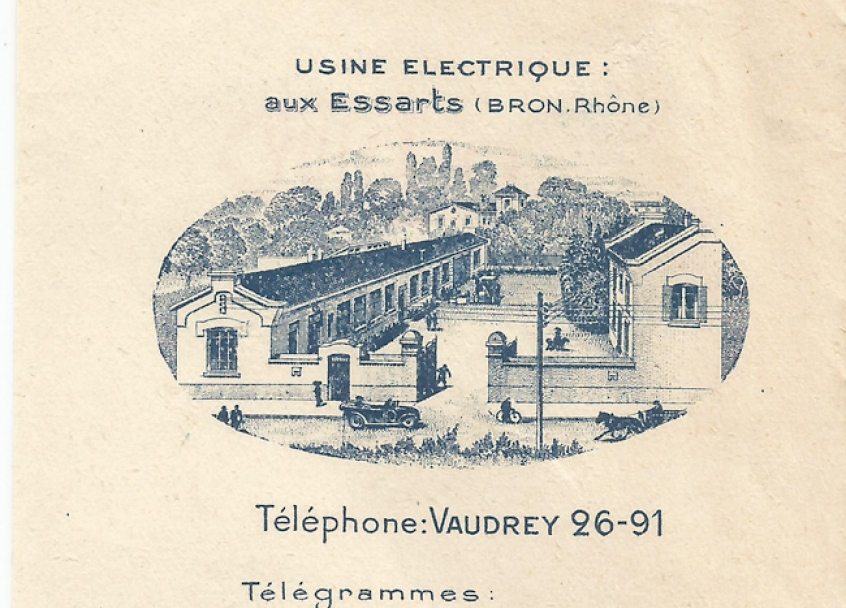 USINE ELECTRIQUE :
aux Essarts (BRON.Rhône)
Téléphone: VAUDREY 26-91
Télégrammes :